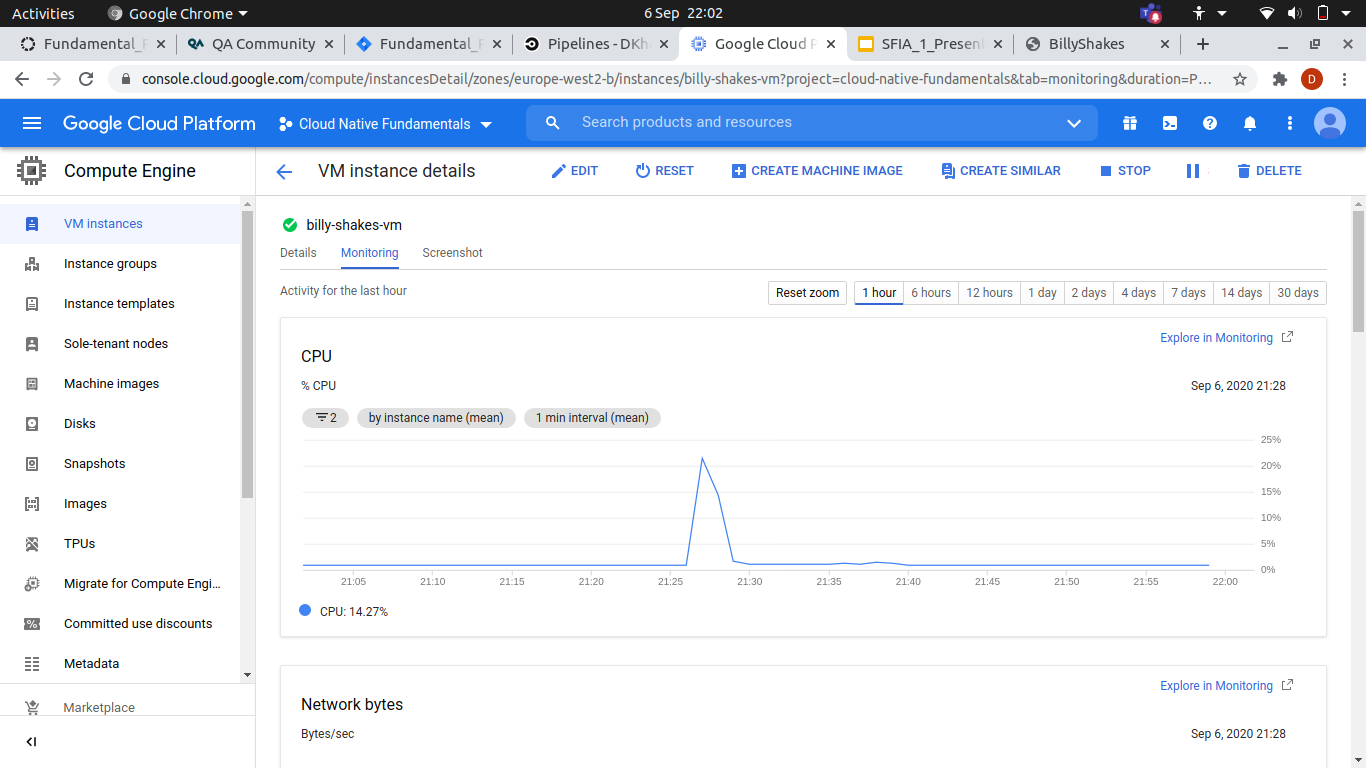 Activities Google Chrome 6 Sep 22:02
Fundamental_F QA Community Fundamental_F Pipelines - DKha Google Cloud P SFIA_1_Present BillyShakes
console.cloud.google.com/compute/instancesDetail/zones/europe-west2-b/instances/billy-shakes-vm?project=cloud-native-fundamentals&tab=monitoring&duration=P... D
Google Cloud Platform Cloud Native Fundamentals Search products and resources
Compute Engine VM instance details EDIT RESET CREATE MACHINE IMAGE CREATE SIMILAR STOP DELETE
VM instances
Instance groups
Instance templates
Sole-tenant nodes
Machine images
Disks
Snapshots
Images
TPUs
Migrate for Compute Engi...
Committed use discounts
Metadata
Marketplace
billy-shakes-vm
Details Monitoring Screenshot
Activity for the last hour Reset zoom 1 hour 6 hours 12 hours 1 day 2 days 4 days 7 days 14 days 30 days
Explore in Monitoring
CPU
% CPU Sep 6, 2020 21:28
2 by instance name (mean) 1 min interval (mean)
25%
20%
15%
10%
5%
0%
21:05 21:10 21:15 21:20 21:25 21:30 21:35 21:40 21:45 21:50 21:55 22:00
CPU: 14.27%
Explore in Monitoring
Network bytes
Bytes/sec Sep 6, 2020 21:28